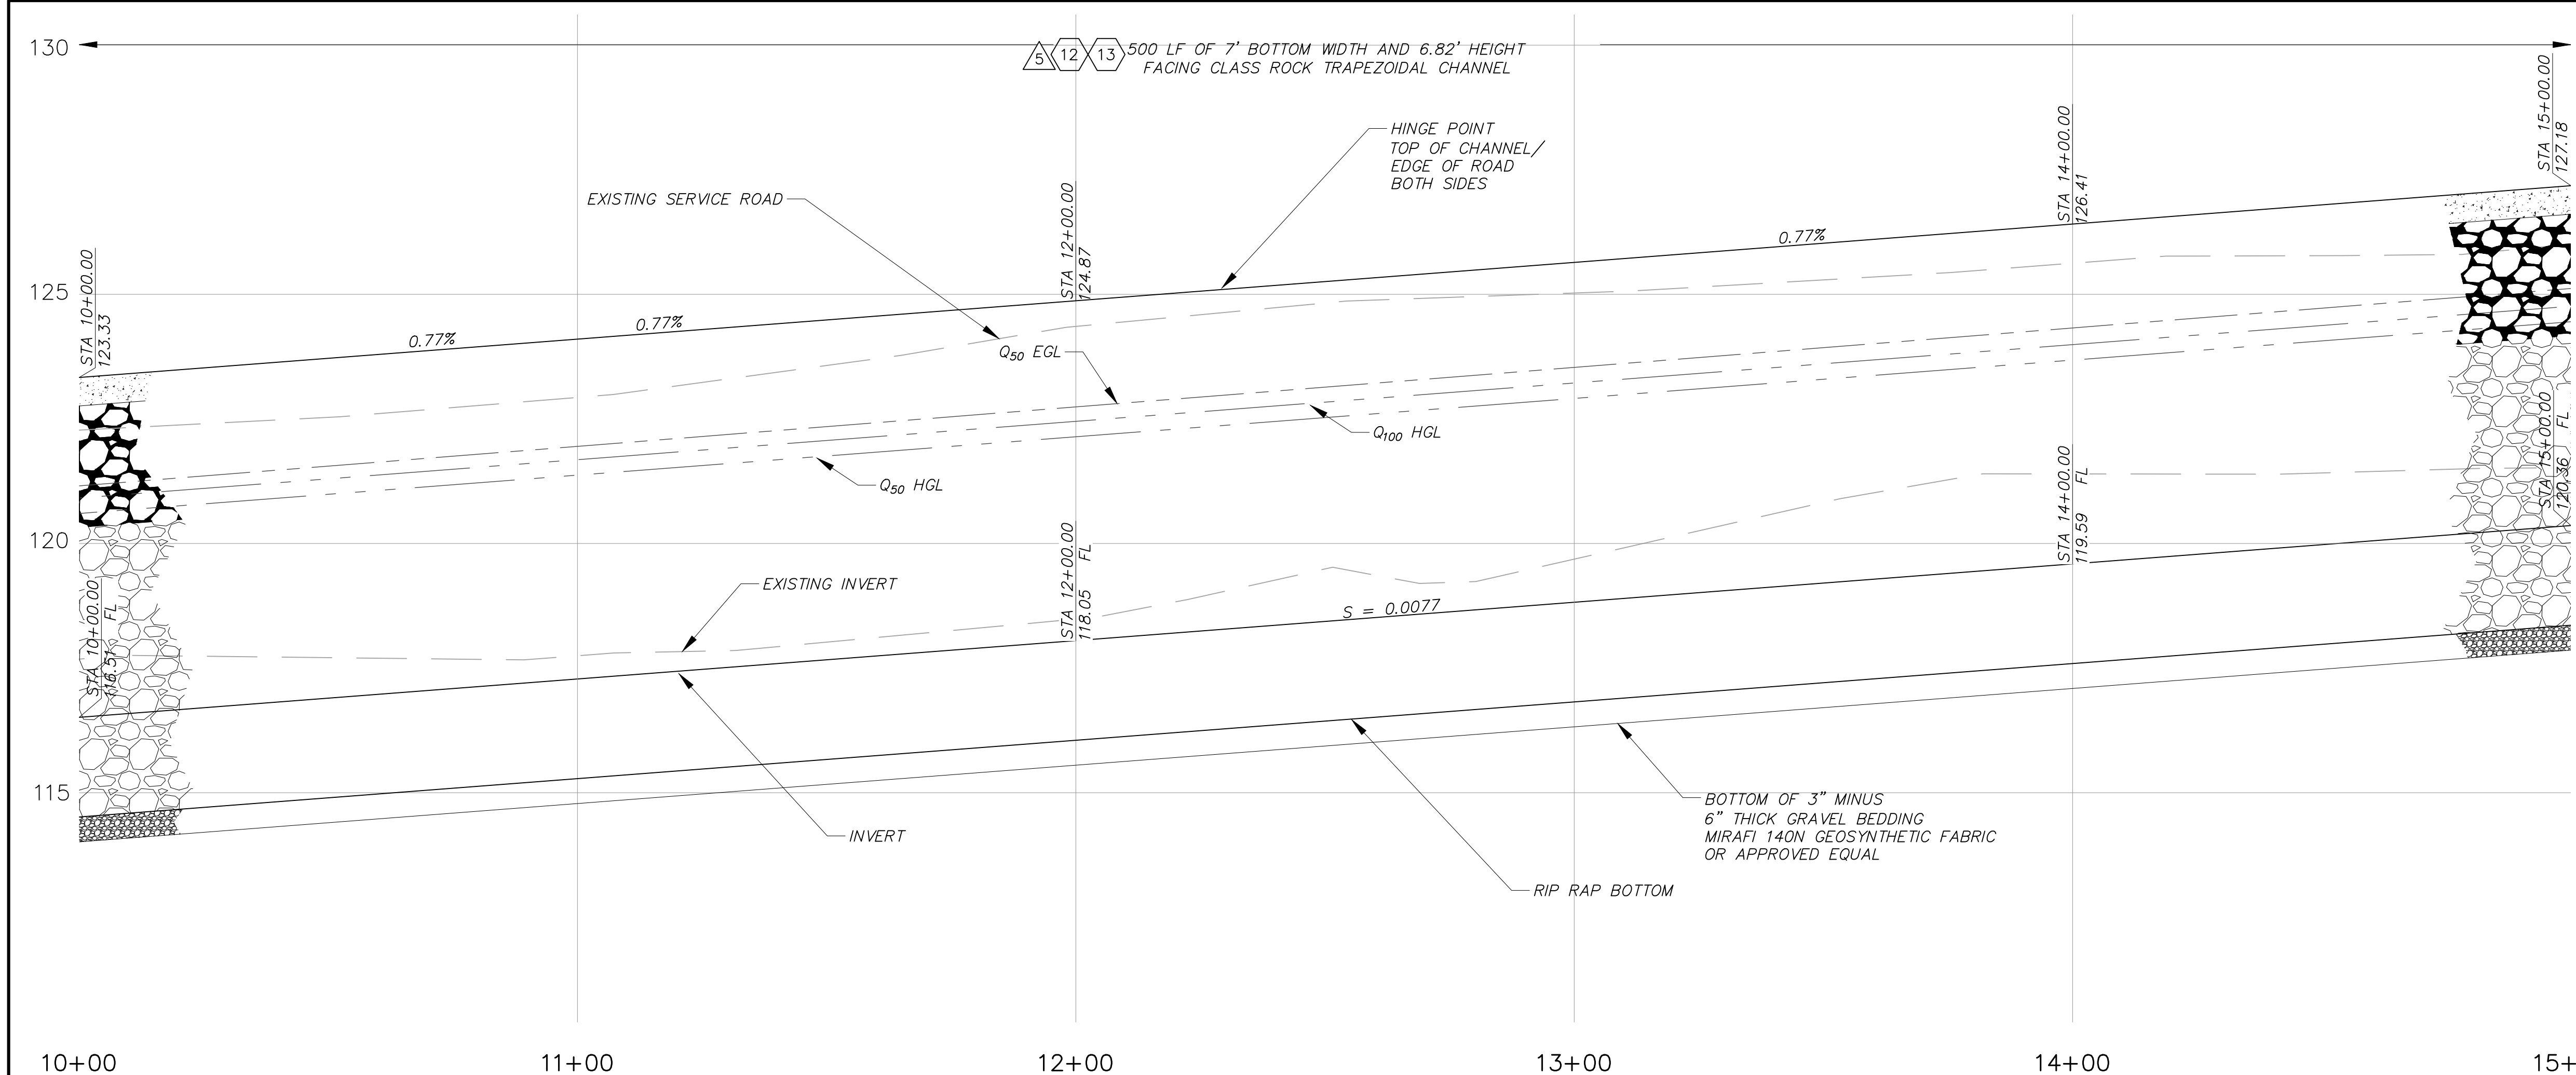 130
5 12 13 500 LF OF 7' BOTTOM WIDTH AND 6.82' HEIGHT
FACING CLASS ROCK TRAPEZOIDAL CHANNEL
STA 15+00.00
127.18
HINGE POINT
TOP OF CHANNEL/
EDGE OF ROAD
BOTH SIDES
STA 14+00.00
126.41
EXISTING SERVICE ROAD
STA 12+00.00
124.87
0.77%
125
STA 10+00.00
123.33
0.77%
0.77%
Q50 EGL
Q100 HGL
Q50 HGL
STA 15+00.00
120.36 FL
STA 14+00.00
119.59 FL
120
STA 12+00.00
118.05 FL
EXISTING INVERT
S = 0.0077
STA 10+00.00
116.51 FL
115
BOTTOM OF 3" MINUS
6" THICK GRAVEL BEDDING
MIRAFI 140N GEOSYNTHETIC FABRIC
OR APPROVED EQUAL
INVERT
RIP RAP BOTTOM
10+00 11+00 12+00 13+00 14+00 15+